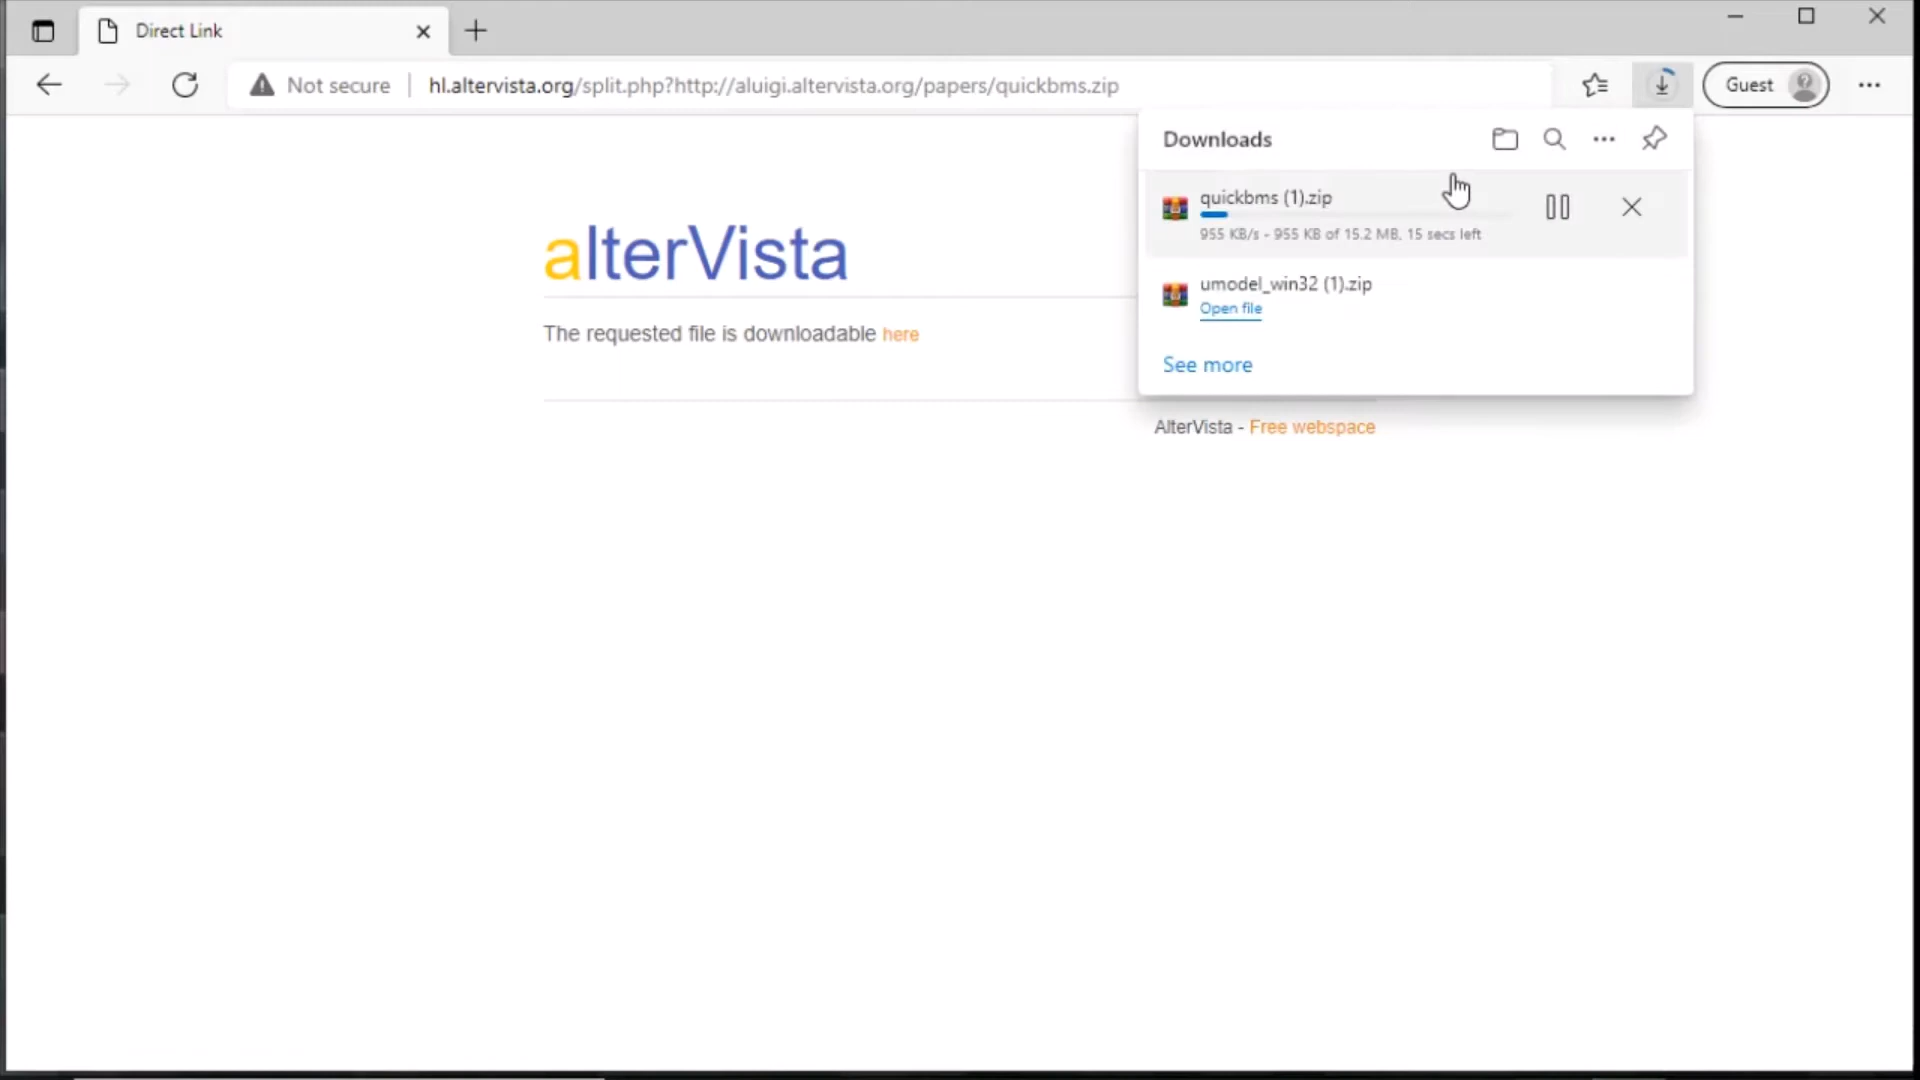 Direct Link
Not secure hl.altervista.org/split.php?http://aluigi.altervista.org/papers/quickbms.zip Guest
Downloads
quickbms (1).zip
955 KB/s - 955 KB of 15.2 MB, 15 secs left
umodel_win32 (1).zip
Open file
See more
alterVista
The requested file is downloadable here
AlterVista - Free webspace